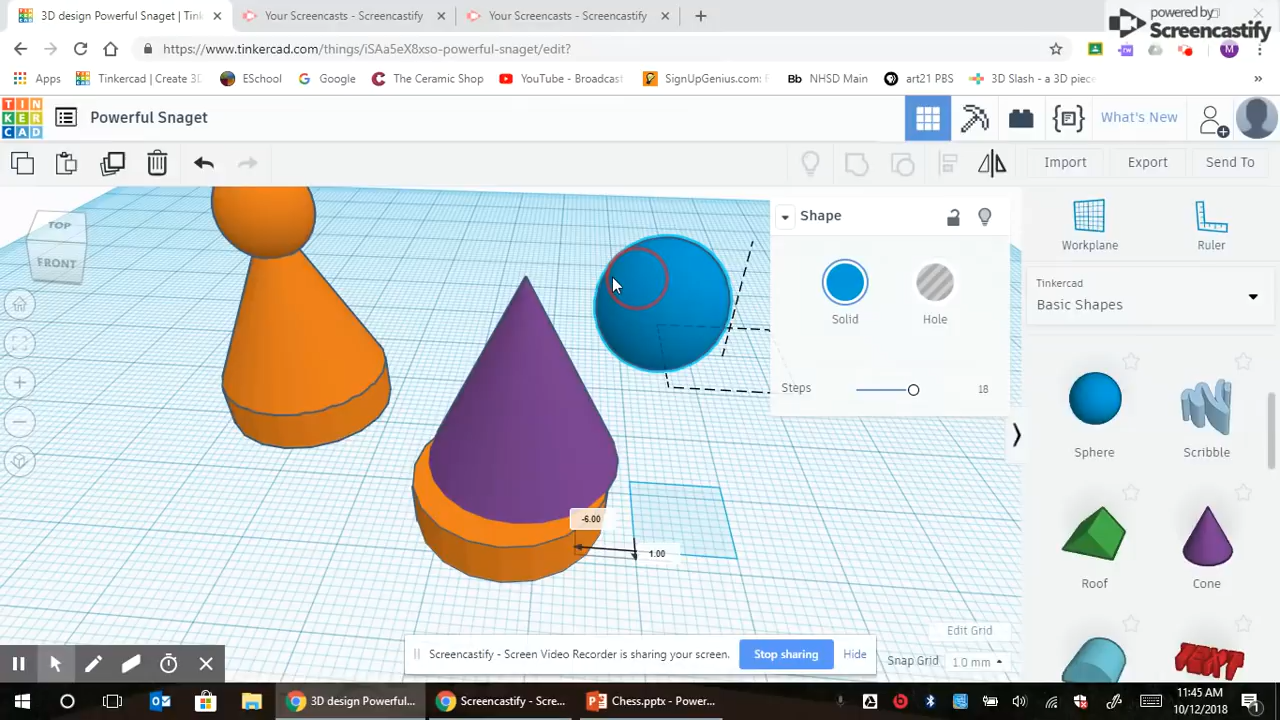 3D design Powerful Snaget | Tink
Your Screencasts - Screencastify
Your Screencasts - Screencastify
powered by
Screencastify
https://www.tinkercad.com/things/iSAa5eX8xso-powerful-snaget/edit?
M
Apps
Tinkercad | Create 3D
ESchool
Google
The Ceramic Shop
YouTube - Broadcast
SignUpGenius.com:
Bb NHSD Main
art21 PBS
3D Slash - a 3D piece
»
TIN
KER
CAD
Powerful Snaget
What's New
Import
Export
Send To
TOP
FRONT
Shape
Solid
Hole
Steps
18
Workplane
Ruler
Tinkercad
Basic Shapes
Sphere
Scribble
Roof
Cone
TEXT
-6.00
1.00
Edit Grid
Snap Grid
1.0 mm
Screencastify - Screen Video Recorder is sharing your screen.
Stop sharing
Hide
3D design Powerful...
Screencastify - Scre...
Chess.pptx - Power...
11:45 AM
10/12/2018